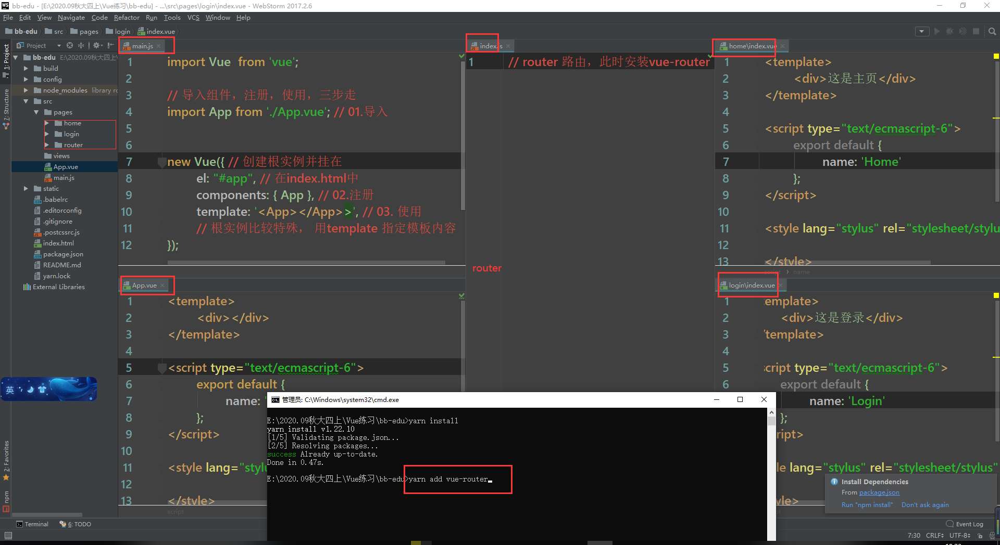 bb-edu - [E:\2020.09秋大四上\Vue练习\bb-edu] - ...\src\pages\login\index.vue - WebStorm 2017.2.6
File Edit View Navigate Code Refactor Run Tools VCS Window Help
bb-edu src pages login index.vue
1: Project
7: Structure
2: Favorites
npm
Project
bb-edu E:\2020.09秋大四上\
build
config
node_modules library ro
src
pages
home
login
router
views
App.vue
main.js
static
.babelrc
.editorconfig
.gitignore
.postcssrc.js
index.html
package.json
README.md
yarn.lock
External Libraries
main.js
1 import Vue from 'vue';
2
3 // 导入组件，注册，使用，三步走
4 import App from './App.vue'; // 01.导入
5
6
7 new Vue({ // 创建根实例并挂在
8 el: "#app", // 在index.html中
9 components: { App }, // 02.注册
10 template: '<App></App>>', // 03. 使用
11 // 根实例比较特殊， 用template 指定模板内容
12 });
App.vue
1 <template>
2 <div></div>
3 </template>
4
5 <script type="text/ecmascript-6">
6 export default {
7 name: '
8 };
9 </script>
10
11 <style lang="stylu
12
13 </style>
script
index.js
1 // router 路由，此时安装vue-router
router
home\index.vue
1 <template>
2 <div>这是主页</div>
3 </template>
4
5 <script type="text/ecmascript-6">
6 export default {
7 name: 'Home'
8 };
9 </script>
10
11 <style lang="stylus" rel="stylesheet/stylu
12
13 </style>
script › name
login\index.vue
1 template>
2 <div>这是登录</div>
3 /template>
4
5 script type="text/ecmascript-6">
6 export default {
name: 'Login'
};
ript>
le lang="stylus" rel="stylesheet/stylus"
yle>
管理员: C:\Windows\system32\cmd.exe
E:\2020.09秋大四上\Vue练习\bb-edu>yarn install
yarn install v1.22.10
[1/5] Validating package.json...
[2/5] Resolving packages...
success Already up-to-date.
Done in 0.47s.
E:\2020.09秋大四上\Vue练习\bb-edu>yarn add vue-router
Install Dependencies
From package.json
Run "npm install" Don't ask again
英
Terminal 6: TODO
Event Log
7:30 CRLF UTF-8